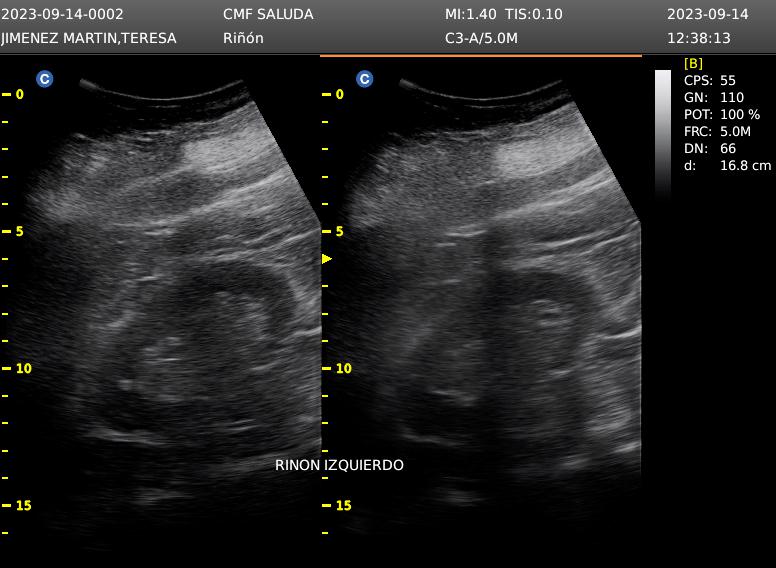 2023-09-14-0002 CMF SALUDA MI:1.40 TIS:0.10 2023-09-14
JIMENEZ MARTIN,TERESA Riñón C3-A/5.0M 12:38:13
[B]
CPS: 55
GN: 110
POT: 100 %
FRC: 5.0M
DN: 66
d: 16.8 cm
C C
0 0
5 5
10 10
RINON IZQUIERDO
15 15